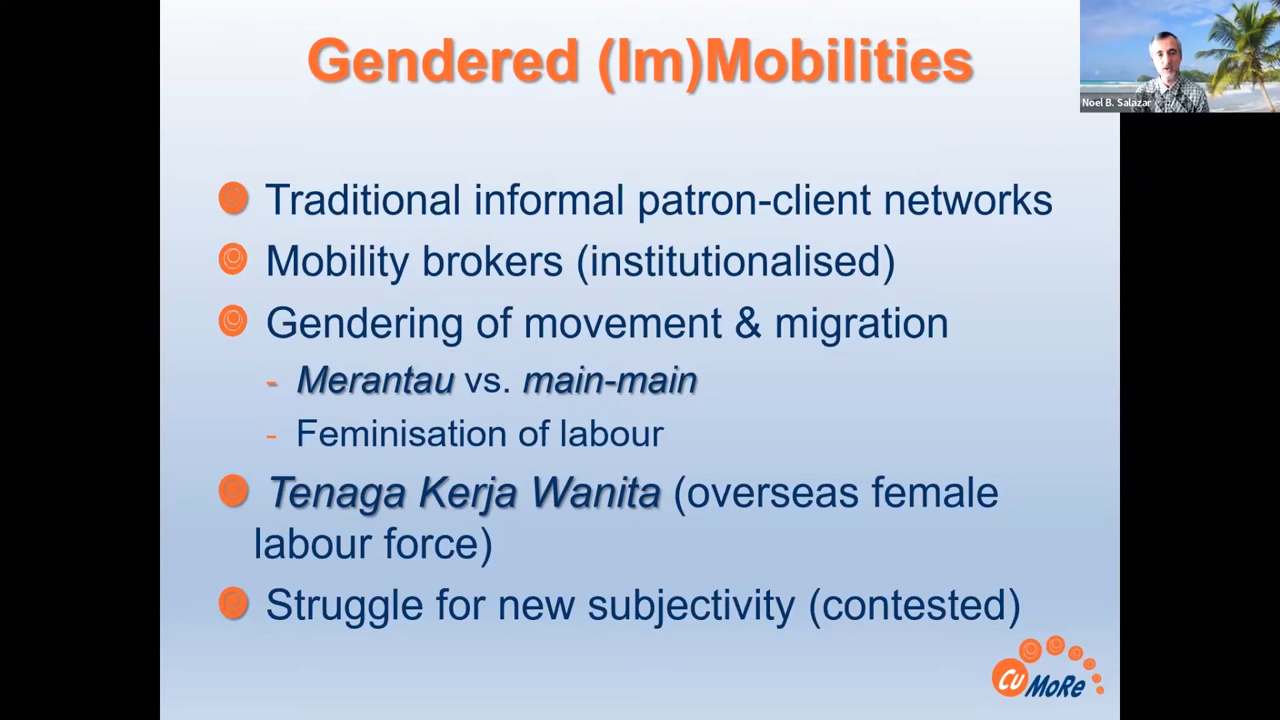 Gendered (Im)Mobilities
Noel B. Salazar
Traditional informal patron-client networks
Mobility brokers (institutionalised)
Gendering of movement & migration
- Merantau vs. main-main
- Feminisation of labour
Tenaga Kerja Wanita (overseas female
labour force)
Struggle for new subjectivity (contested)
CuMoRe